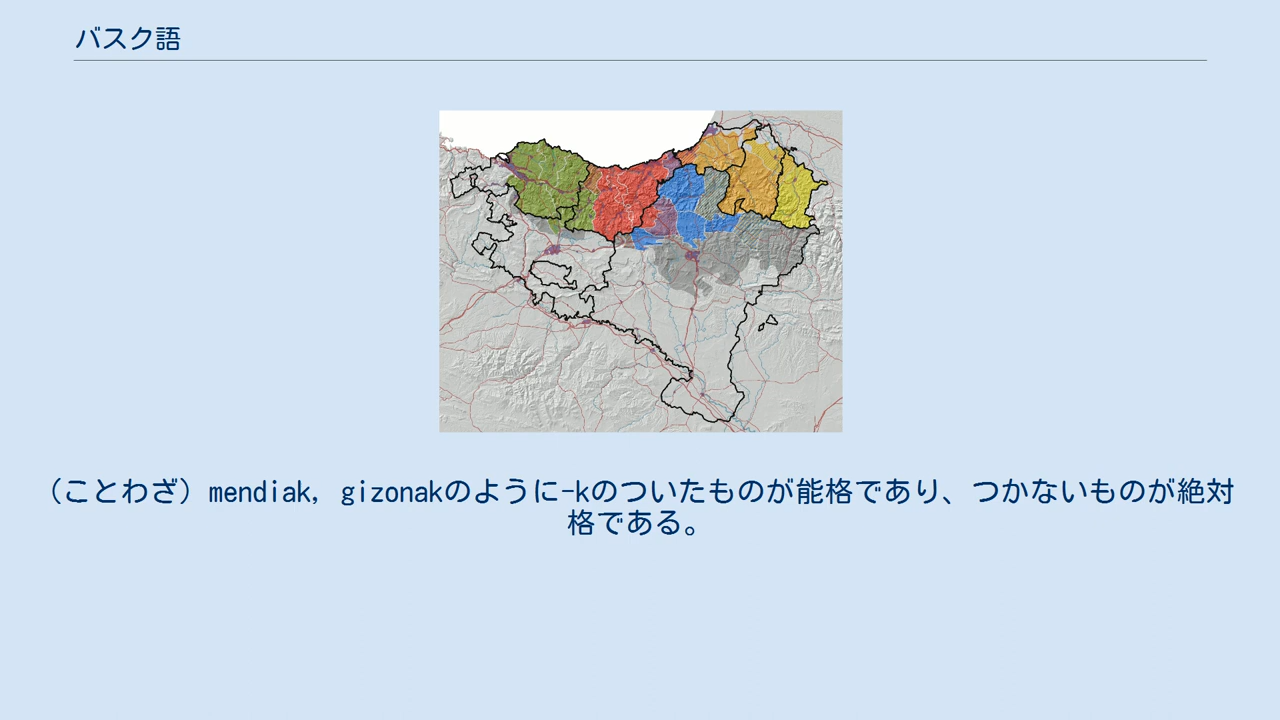 バスク語
（ことわざ）mendiak, gizonakのように-kのついたものが能格であり、つかないものが絶対
格である。